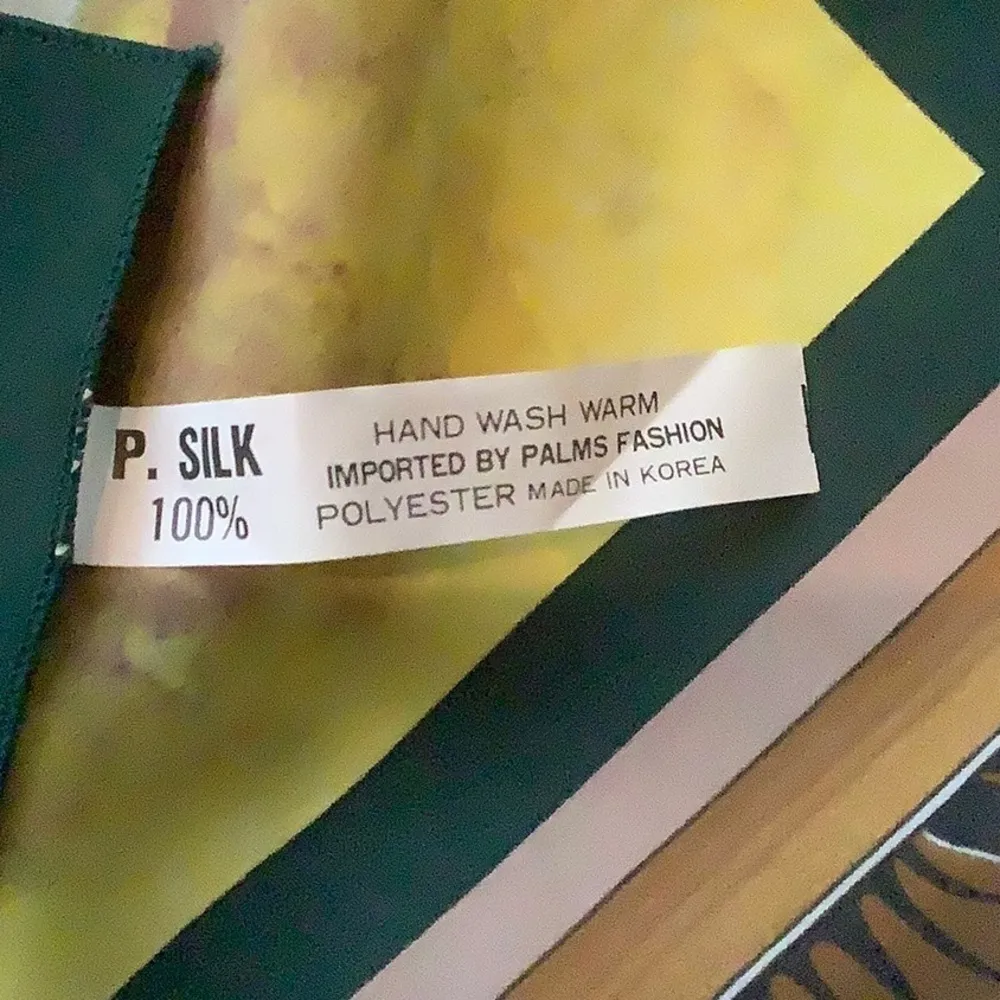 P. SILK
100%
HAND WASH WARM
IMPORTED BY PALMS FASHION
POLYESTER MADE IN KOREA